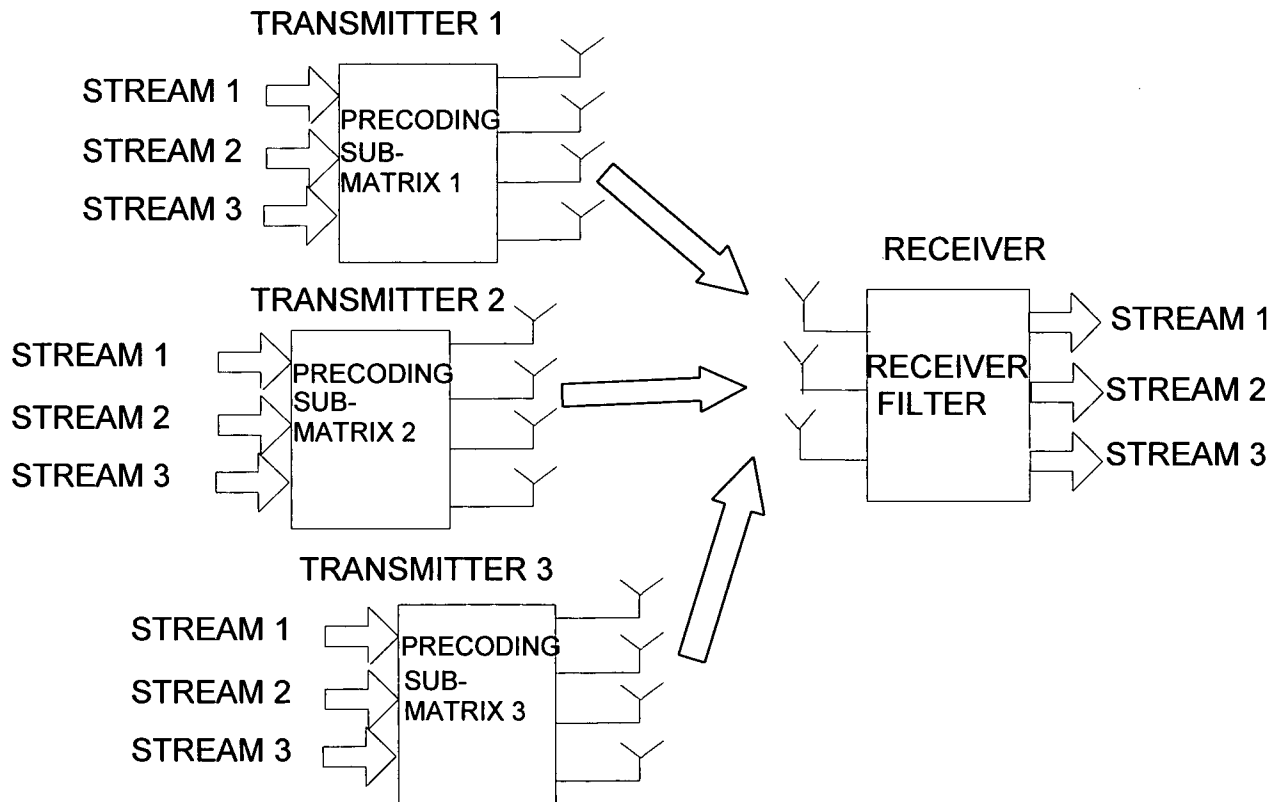 TRANSMITTER 1
STREAM 1
STREAM 2
STREAM 3
PRECODING
SUB-
MATRIX 1
TRANSMITTER 2
STREAM 1
STREAM 2
STREAM 3
PRECODING
SUB-
MATRIX 2
TRANSMITTER 3
STREAM 1
STREAM 2
STREAM 3
PRECODING
SUB-
MATRIX 3
RECEIVER
RECEIVER
FILTER
STREAM 1
STREAM 2
STREAM 3